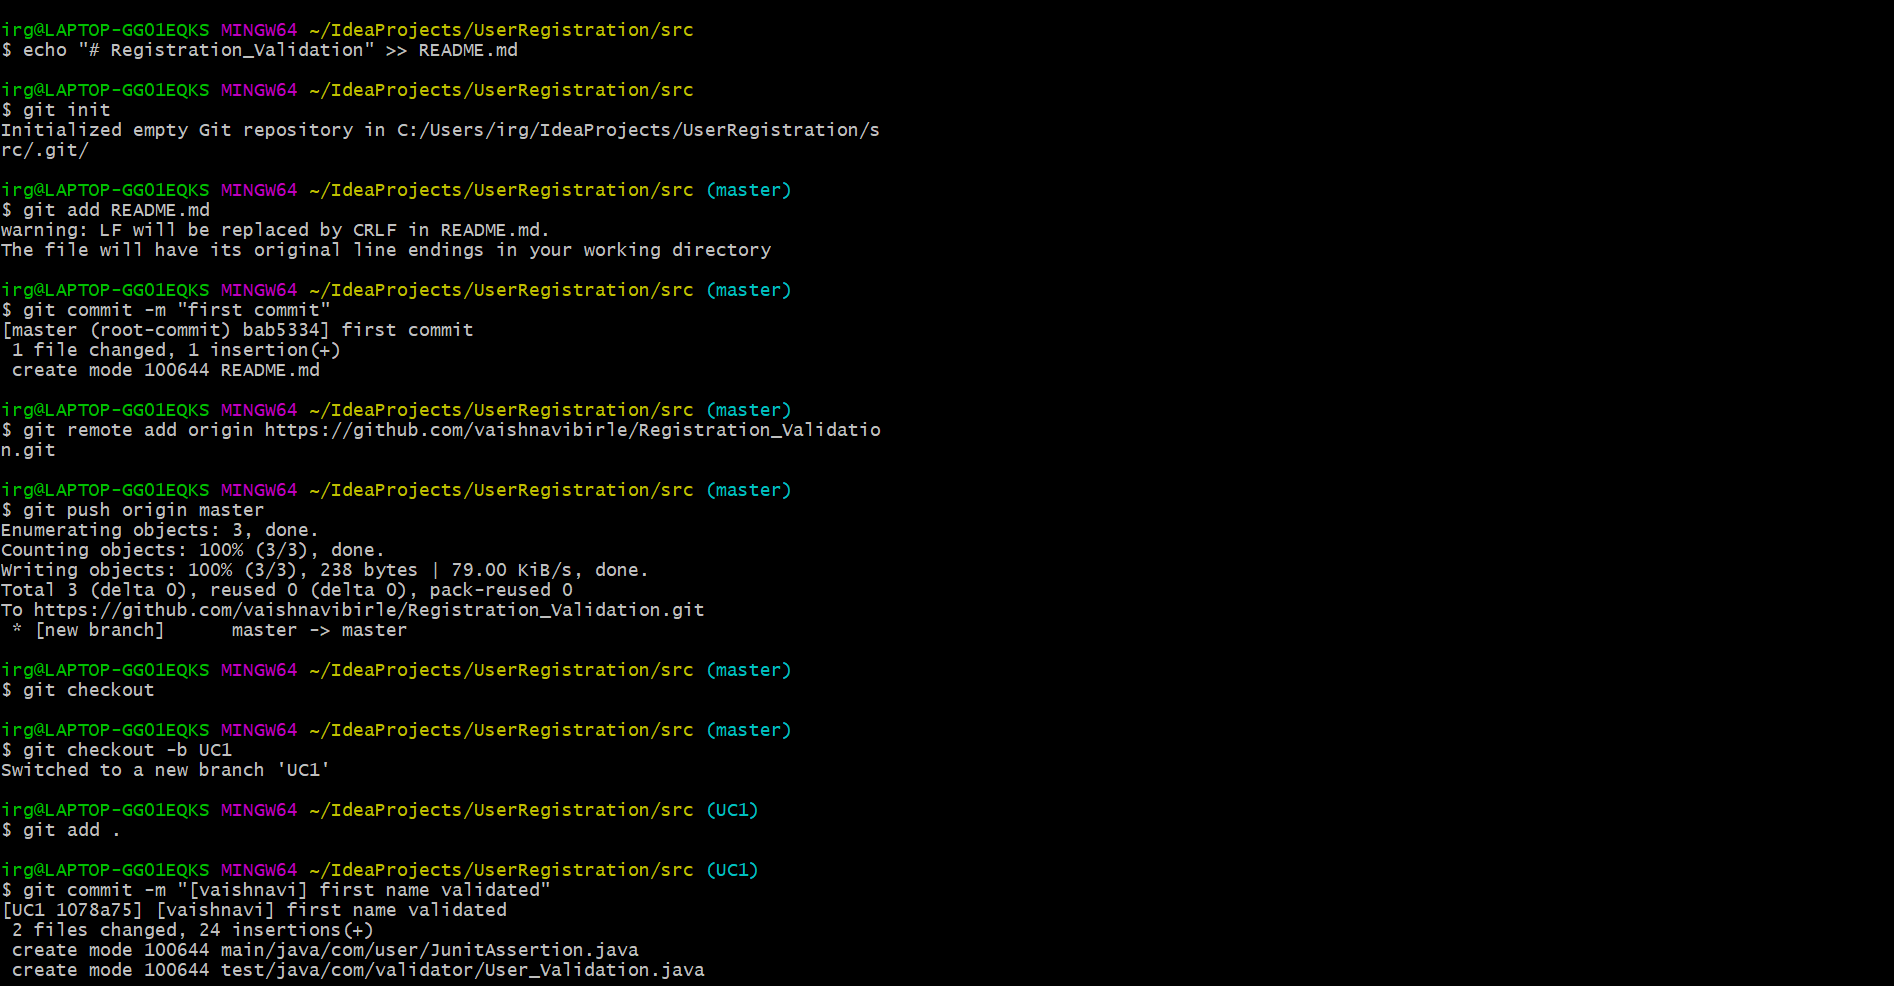 irg@LAPTOP-GG01EQKS MINGW64 ~/IdeaProjects/UserRegistration/src
$ echo "# Registration_Validation" >> README.md
irg@LAPTOP-GG01EQKS MINGW64 ~/IdeaProjects/UserRegistration/src
$ git init
Initialized empty Git repository in C:/Users/irg/IdeaProjects/UserRegistration/s
rc/.git/
irg@LAPTOP-GG01EQKS MINGW64 ~/IdeaProjects/UserRegistration/src (master)
$ git add README.md
warning: LF will be replaced by CRLF in README.md.
The file will have its original line endings in your working directory
irg@LAPTOP-GG01EQKS MINGW64 ~/IdeaProjects/UserRegistration/src (master)
$ git commit -m "first commit"
[master (root-commit) bab5334] first commit
 1 file changed, 1 insertion(+)
 create mode 100644 README.md
irg@LAPTOP-GG01EQKS MINGW64 ~/IdeaProjects/UserRegistration/src (master)
$ git remote add origin https://github.com/vaishnavibirle/Registration_Validatio
n.git
irg@LAPTOP-GG01EQKS MINGW64 ~/IdeaProjects/UserRegistration/src (master)
$ git push origin master
Enumerating objects: 3, done.
Counting objects: 100% (3/3), done.
Writing objects: 100% (3/3), 238 bytes | 79.00 KiB/s, done.
Total 3 (delta 0), reused 0 (delta 0), pack-reused 0
To https://github.com/vaishnavibirle/Registration_Validation.git
 * [new branch]      master -> master
irg@LAPTOP-GG01EQKS MINGW64 ~/IdeaProjects/UserRegistration/src (master)
$ git checkout
irg@LAPTOP-GG01EQKS MINGW64 ~/IdeaProjects/UserRegistration/src (master)
$ git checkout -b UC1
Switched to a new branch 'UC1'
irg@LAPTOP-GG01EQKS MINGW64 ~/IdeaProjects/UserRegistration/src (UC1)
$ git add .
irg@LAPTOP-GG01EQKS MINGW64 ~/IdeaProjects/UserRegistration/src (UC1)
$ git commit -m "[vaishnavi] first name validated"
[UC1 1078a75] [vaishnavi] first name validated
 2 files changed, 24 insertions(+)
 create mode 100644 main/java/com/user/JunitAssertion.java
 create mode 100644 test/java/com/validator/User_Validation.java